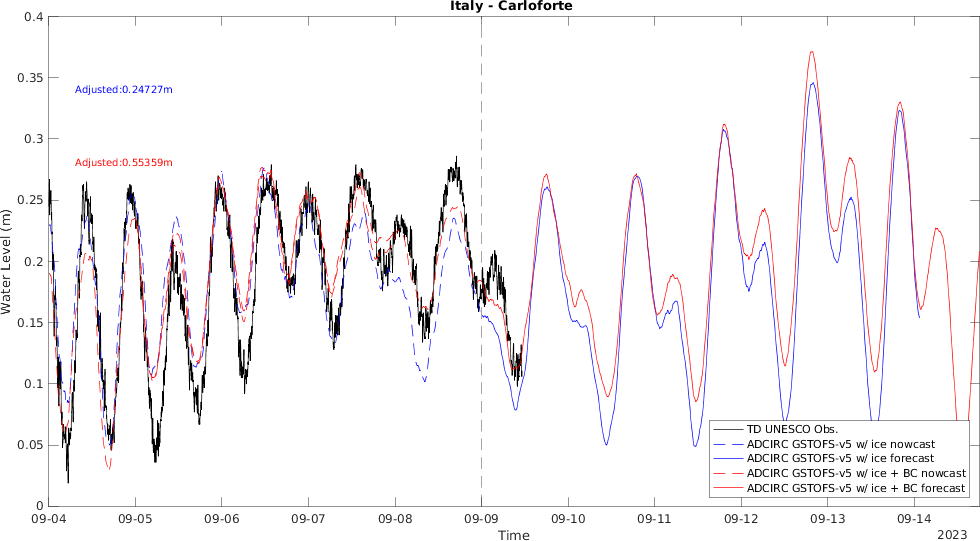 Italy - Carloforte
0.4
0.35
0.3
0.25
0.2
0.15
0.1
0.05
0
Water Level (m)
Adjusted:0.24727m
Adjusted:0.55359m
TD UNESCO Obs.
ADCIRC GSTOFS-v5 w/ ice nowcast
ADCIRC GSTOFS-v5 w/ ice forecast
ADCIRC GSTOFS-v5 w/ ice + BC nowcast
ADCIRC GSTOFS-v5 w/ ice + BC forecast
09-04 09-05 09-06 09-07 09-08 09-09 09-10 09-11 09-12 09-13 09-14
Time
2023